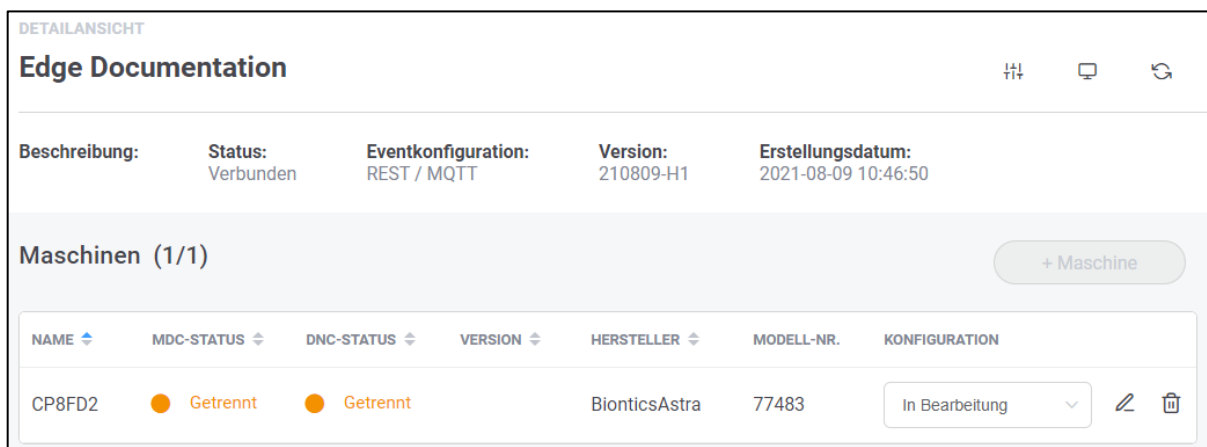 DETAILANSICHT
Edge Documentation
Beschreibung: Status: Eventkonfiguration: Version: Erstellungsdatum:
Verbunden REST / MQTT 210809-H1 2021-08-09 10:46:50
Maschinen (1/1)
+ Maschine
NAME MDC-STATUS DNC-STATUS VERSION HERSTELLER MODELL-NR. KONFIGURATION
CP8FD2 Getrennt Getrennt BionticsAstra 77483 In Bearbeitung